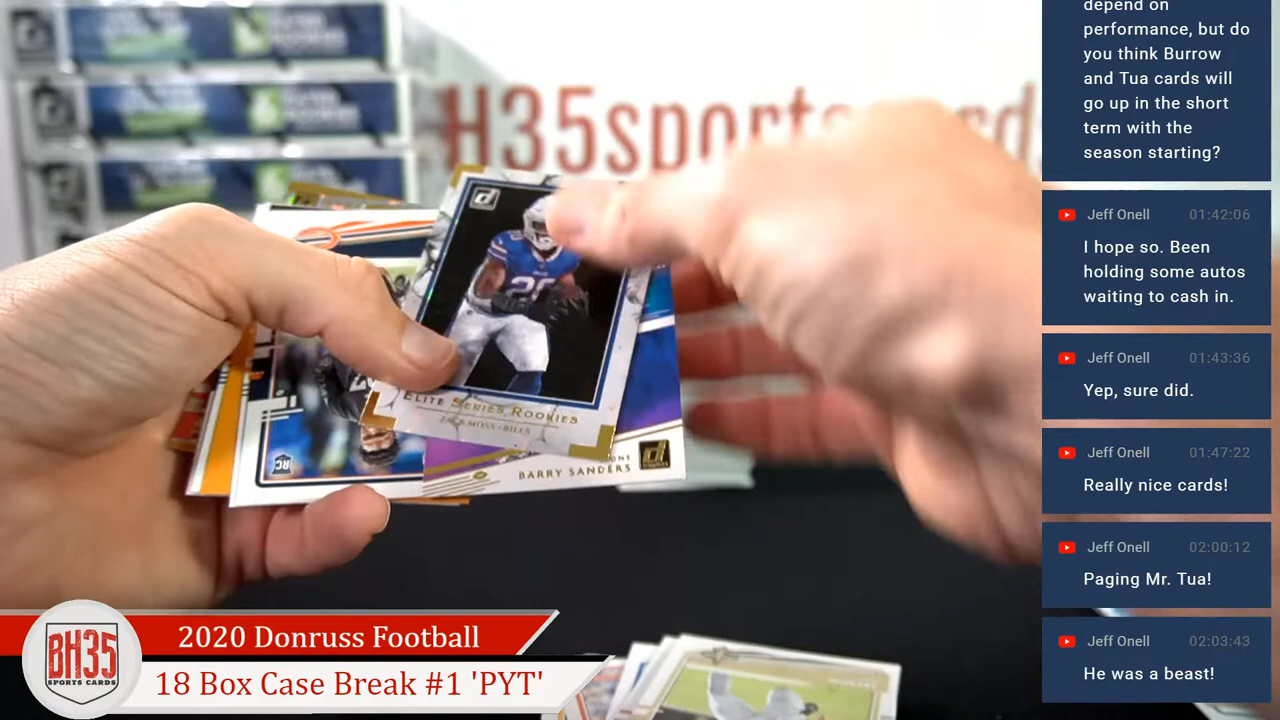 H35sports
ELITE SERIES ROOKIES
ZACK MOSS • BILLS
BARRY SANDERS
RC
d
2020 Donruss Football
18 Box Case Break #1 'PYT'
BH35
SPORTS CARDS
depend on
performance, but do
you think Burrow
and Tua cards will
go up in the short
term with the
season starting?
Jeff Onell 01:42:06
I hope so. Been
holding some autos
waiting to cash in.
Jeff Onell 01:43:36
Yep, sure did.
Jeff Onell 01:47:22
Really nice cards!
Jeff Onell 02:00:12
Paging Mr. Tua!
Jeff Onell 02:03:43
He was a beast!